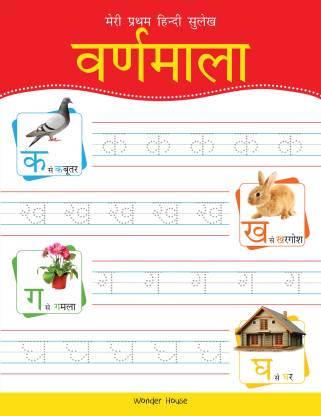 मेरी प्रथम हिन्दी सुलेख
वर्णमाला
क से कबूतर
क क क क क
ख ख ख ख ख
ख से खरगोश
ग से गमला
ग ग ग ग ग
घ घ घ घ घ
घ से घर
Wonder House